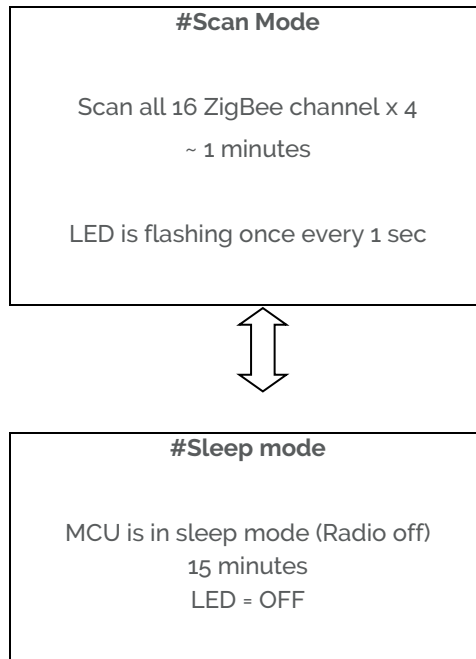 #Scan Mode
Scan all 16 ZigBee channel x 4
~ 1 minutes
LED is flashing once every 1 sec
#Sleep mode
MCU is in sleep mode (Radio off)
15 minutes
LED = OFF